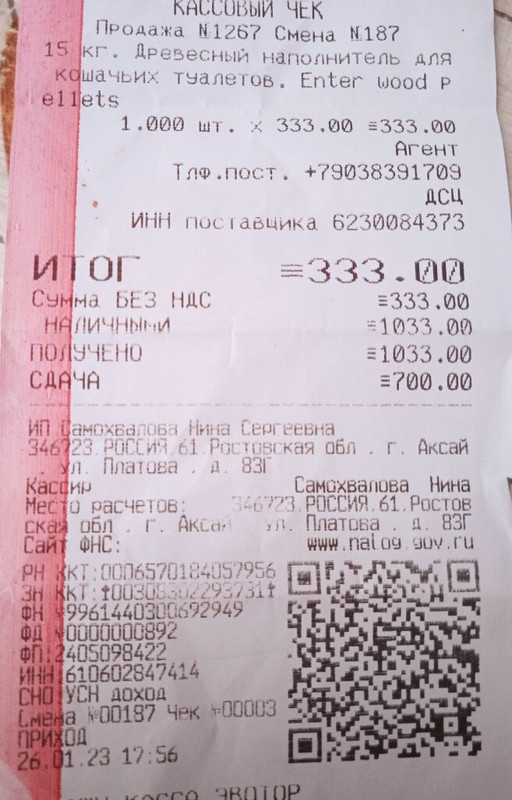 КАССОВЫЙ ЧЕК
Продажа №1267 Смена №187
15 кг. Древесный наполнитель для
кошачьих туалетов. Enter wood p
ellets
1.000 шт. x 333.00 =333.00
Агент
Тлф.пост. +79038391709
ДСЦ
ИНН поставщика 6230084373
ИТОГ =333.00
Сумма БЕЗ НДС =333.00
НАЛИЧНЫМИ =1033.00
ПОЛУЧЕНО =1033.00
СДАЧА =700.00
ИП Самохвалова Нина Сергеевна
346723.РОССИЯ.61.Ростовская обл . г. Аксай
. ул. Платова . д. 83Г
Кассир Самохвалова Нина
Место расчетов: 346723.РОССИЯ.61.Ростов
ская обл . г. Аксай ул. Платова . д. 83Г
Сайт ФНС: www.nalog.gov.ru
РН ККТ:0006570184057956
ЗН ККТ:
ФН №9961440300692949
ФД №0000000892
ФП 2405098422
ИНН 610602847414
СНО УСН доход
Смена №00187 Чек №00003
ПРИХОД
26.01.23 17:56
касса ЭВОТОР